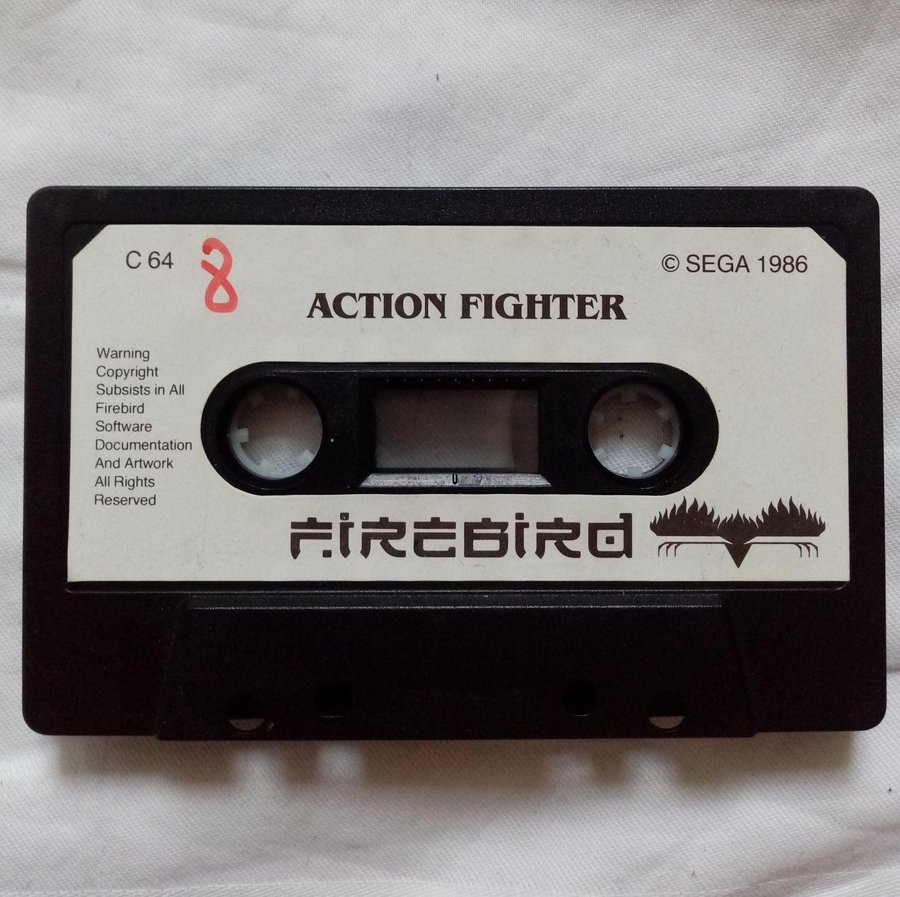 C 64 8 © SEGA 1986
ACTION FIGHTER
Warning
Copyright
Subsists in All
Firebird
Software
Documentation
And Artwork
All Rights
Reserved
0
FIREBIRD